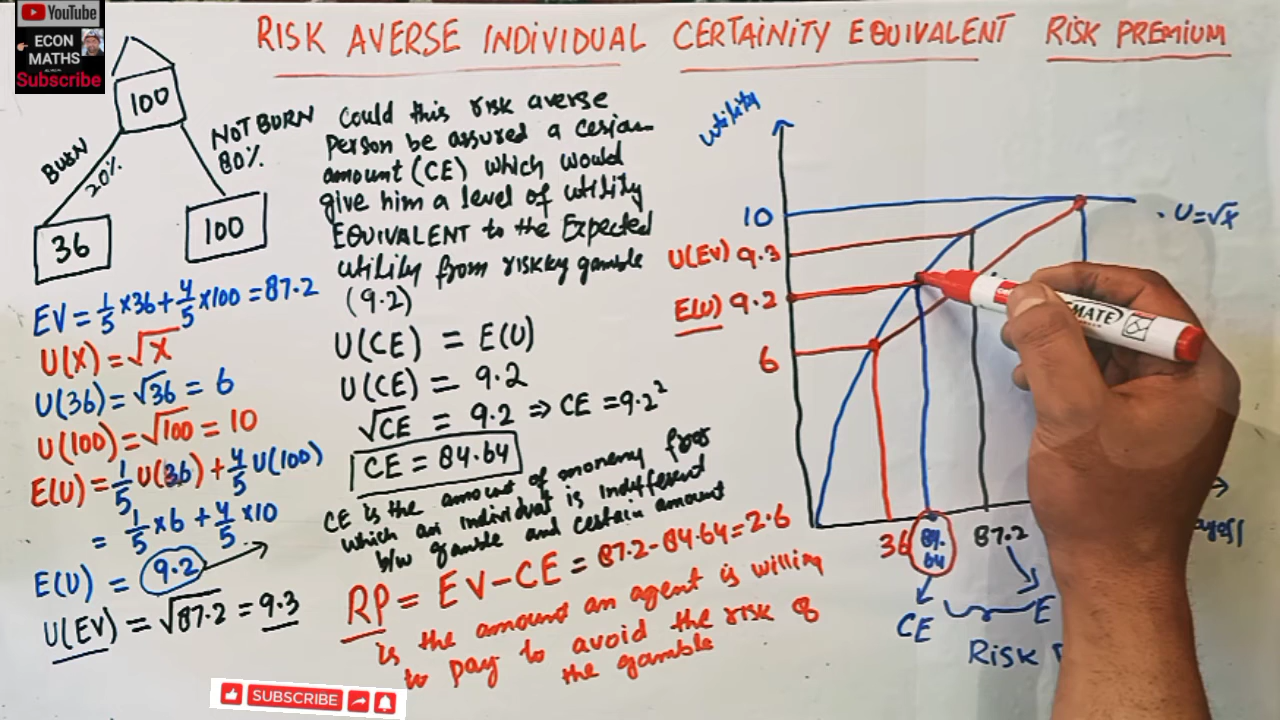 YouTube
ECON
MATHS
Subscribe
RISK AVERSE INDIVIDUAL CERTAINITY EQUIVALENT RISK PREMIUM
100
BURN
20%
NOT BURN
80%
36
100
EV = 1/5 × 36 + 4/5 × 100 = 87.2
U(X) = √X
U(36) = √36 = 6
U(100) = √100 = 10
E(U) = 1/5 U(36) + 4/5 U(100)
= 1/5 × 6 + 4/5 × 10
E(U) = 9.2
U(EV) = √87.2 = 9.3
Could this risk averse
Person be assured a
amount (CE) which would
give him a level of utility
EQUIVALENT to the Expected
utility from riskky gamble
(9.2)
U(CE) = E(U)
U(CE) = 9.2
√CE = 9.2 ⇒ CE = 9.2²
CE = 84.64
CE is the amount of monemy from
which an individual is indifferent
b/w gamble and certain amount
RP = EV - CE = 87.2 - 84.64 = 2.6
is the amount an agent is willing
to pay to avoid the risk of
the gamble
utility
10
U(EV) 9.3
E(U) 9.2
6
U=√X
MATE
36
84.
64
87.2
CE
E
Risk
SUBSCRIBE